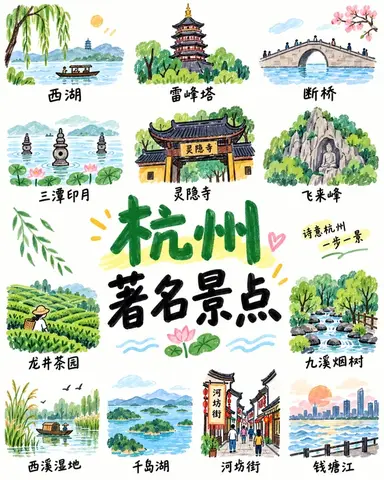 西湖
雷峰塔
断桥
三潭印月
灵隐寺
灵隐寺
飞来峰
杭州
著名景点
诗意杭州
一步一景
龙井茶园
九溪烟树
西溪湿地
千岛湖
河坊街
河坊街
钱塘江